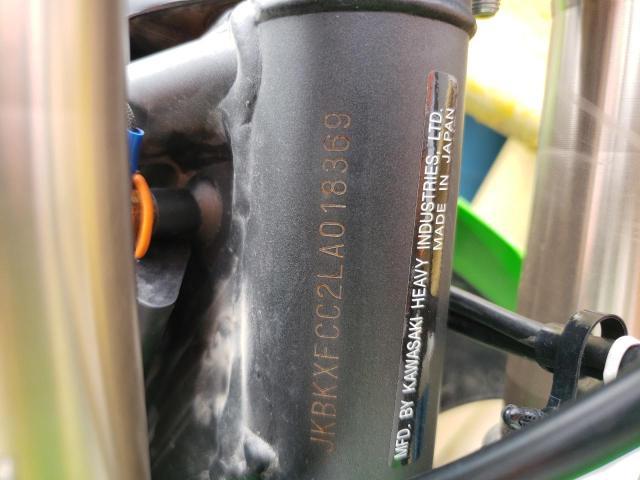 JKBKXFCC2LA018369
MFD. BY KAWASAKI HEAVY INDUSTRIES, LTD.
MADE IN JAPAN